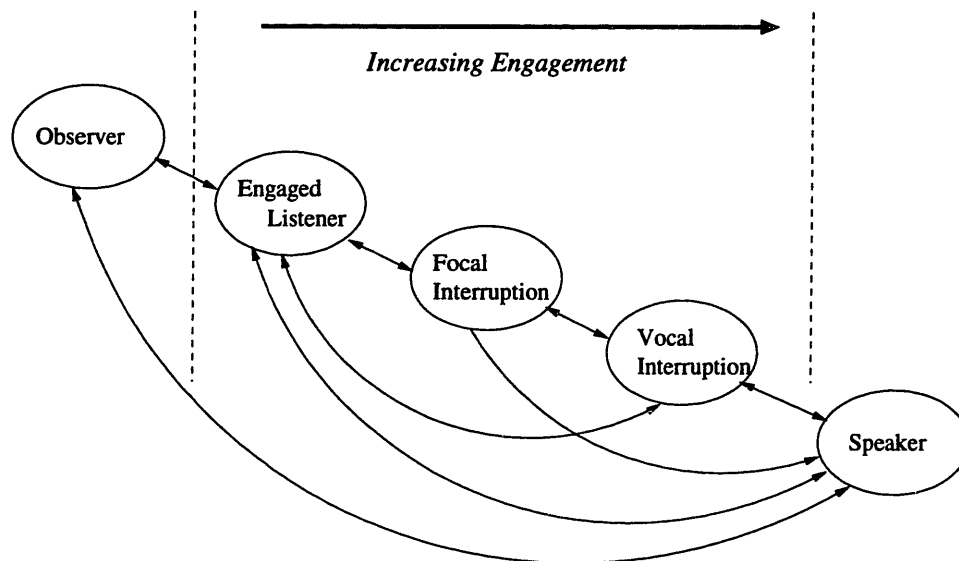 Increasing Engagement
Observer
Engaged
Listener
Focal
Interruption
Vocal
Interruption
Speaker